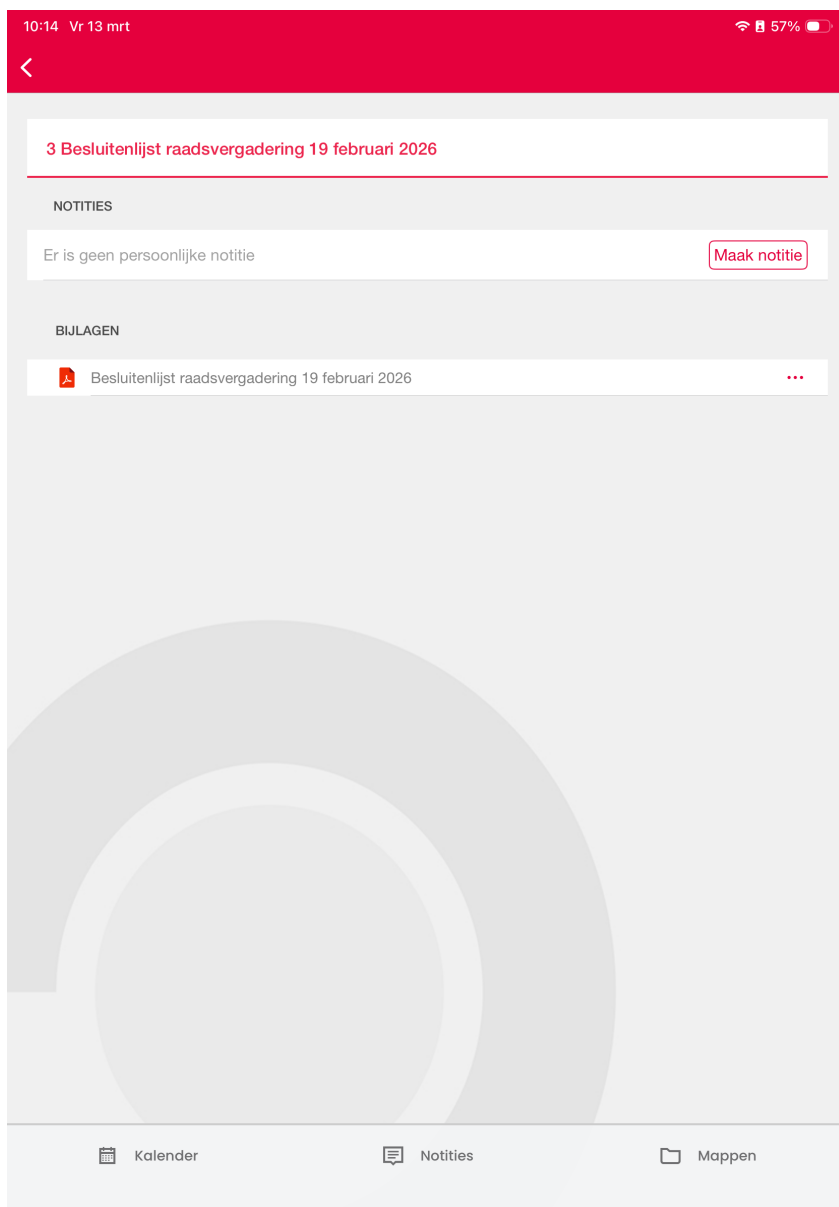 10:14 Vr 13 mrt 57%
3 Besluitenlijst raadsvergadering 19 februari 2026
NOTITIES
Er is geen persoonlijke notitie Maak notitie
BIJLAGEN
Besluitenlijst raadsvergadering 19 februari 2026
Kalender Notities Mappen